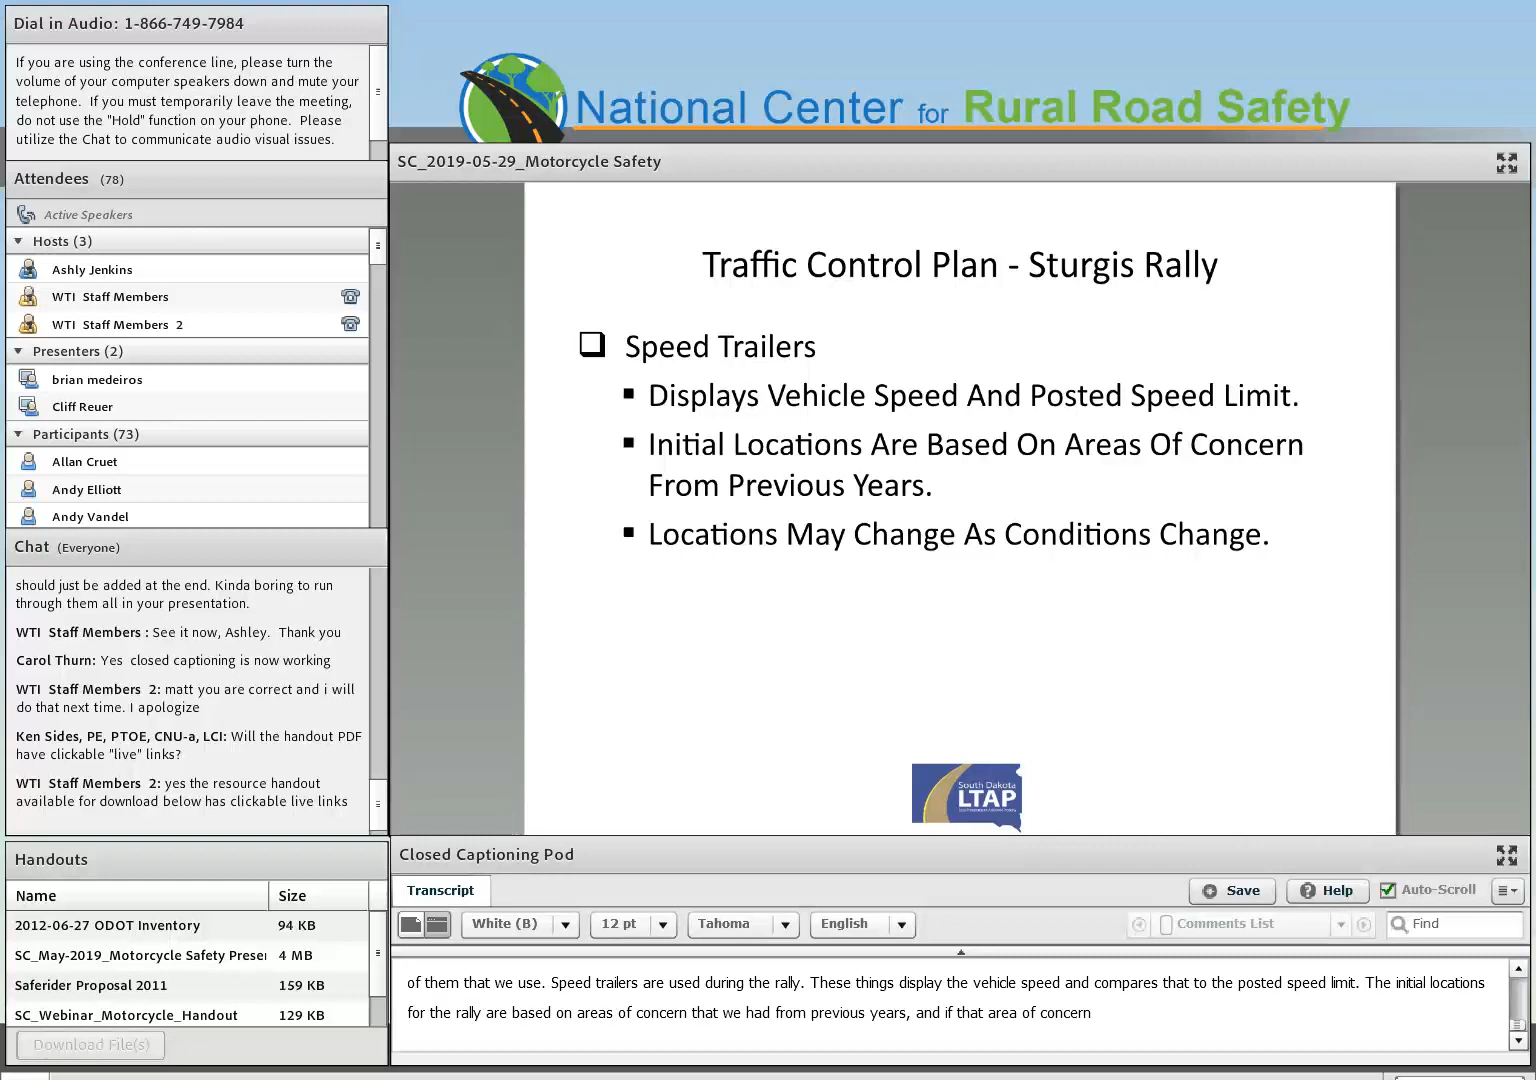 Dial in Audio: 1-866-749-7984
If you are using the conference line, please turn the
volume of your computer speakers down and mute your
telephone.  If you must temporarily leave the meeting,
do not use the "Hold" function on your phone.  Please
utilize the Chat to communicate audio visual issues.
Attendees (78)
Active Speakers
Hosts (3)
Ashly Jenkins
WTI Staff Members
WTI Staff Members 2
Presenters (2)
brian medeiros
Cliff Reuer
Participants (73)
Allan Cruet
Andy Elliott
Andy Vandel
Chat (Everyone)
should just be added at the end. Kinda boring to run
through them all in your presentation.
WTI Staff Members : See it now, Ashley.  Thank you
Carol Thurn: Yes closed captioning is now working
WTI Staff Members 2: matt you are correct and i will
do that next time. I apologize
Ken Sides, PE, PTOE, CNU-a, LCI: Will the handout PDF
have clickable "live" links?
WTI Staff Members 2: yes the resource handout
available for download below has clickable live links
Handouts
Name Size
2012-06-27 ODOT Inventory 94 KB
SC_May-2019_Motorcycle Safety Preser 4 MB
Saferider Proposal 2011 159 KB
SC_Webinar_Motorcycle_Handout 129 KB
Download File(s)
National Center for Rural Road Safety
SC_2019-05-29_Motorcycle Safety
Traffic Control Plan - Sturgis Rally
Speed Trailers
Displays Vehicle Speed And Posted Speed Limit.
Initial Locations Are Based On Areas Of Concern
From Previous Years.
Locations May Change As Conditions Change.
South Dakota
LTAP
Closed Captioning Pod
Transcript Save Help Auto-Scroll
White (B) 12 pt Tahoma English Comments List Find
of them that we use. Speed trailers are used during the rally. These things display the vehicle speed and compares that to the posted speed limit. The initial locations
for the rally are based on areas of concern that we had from previous years, and if that area of concern